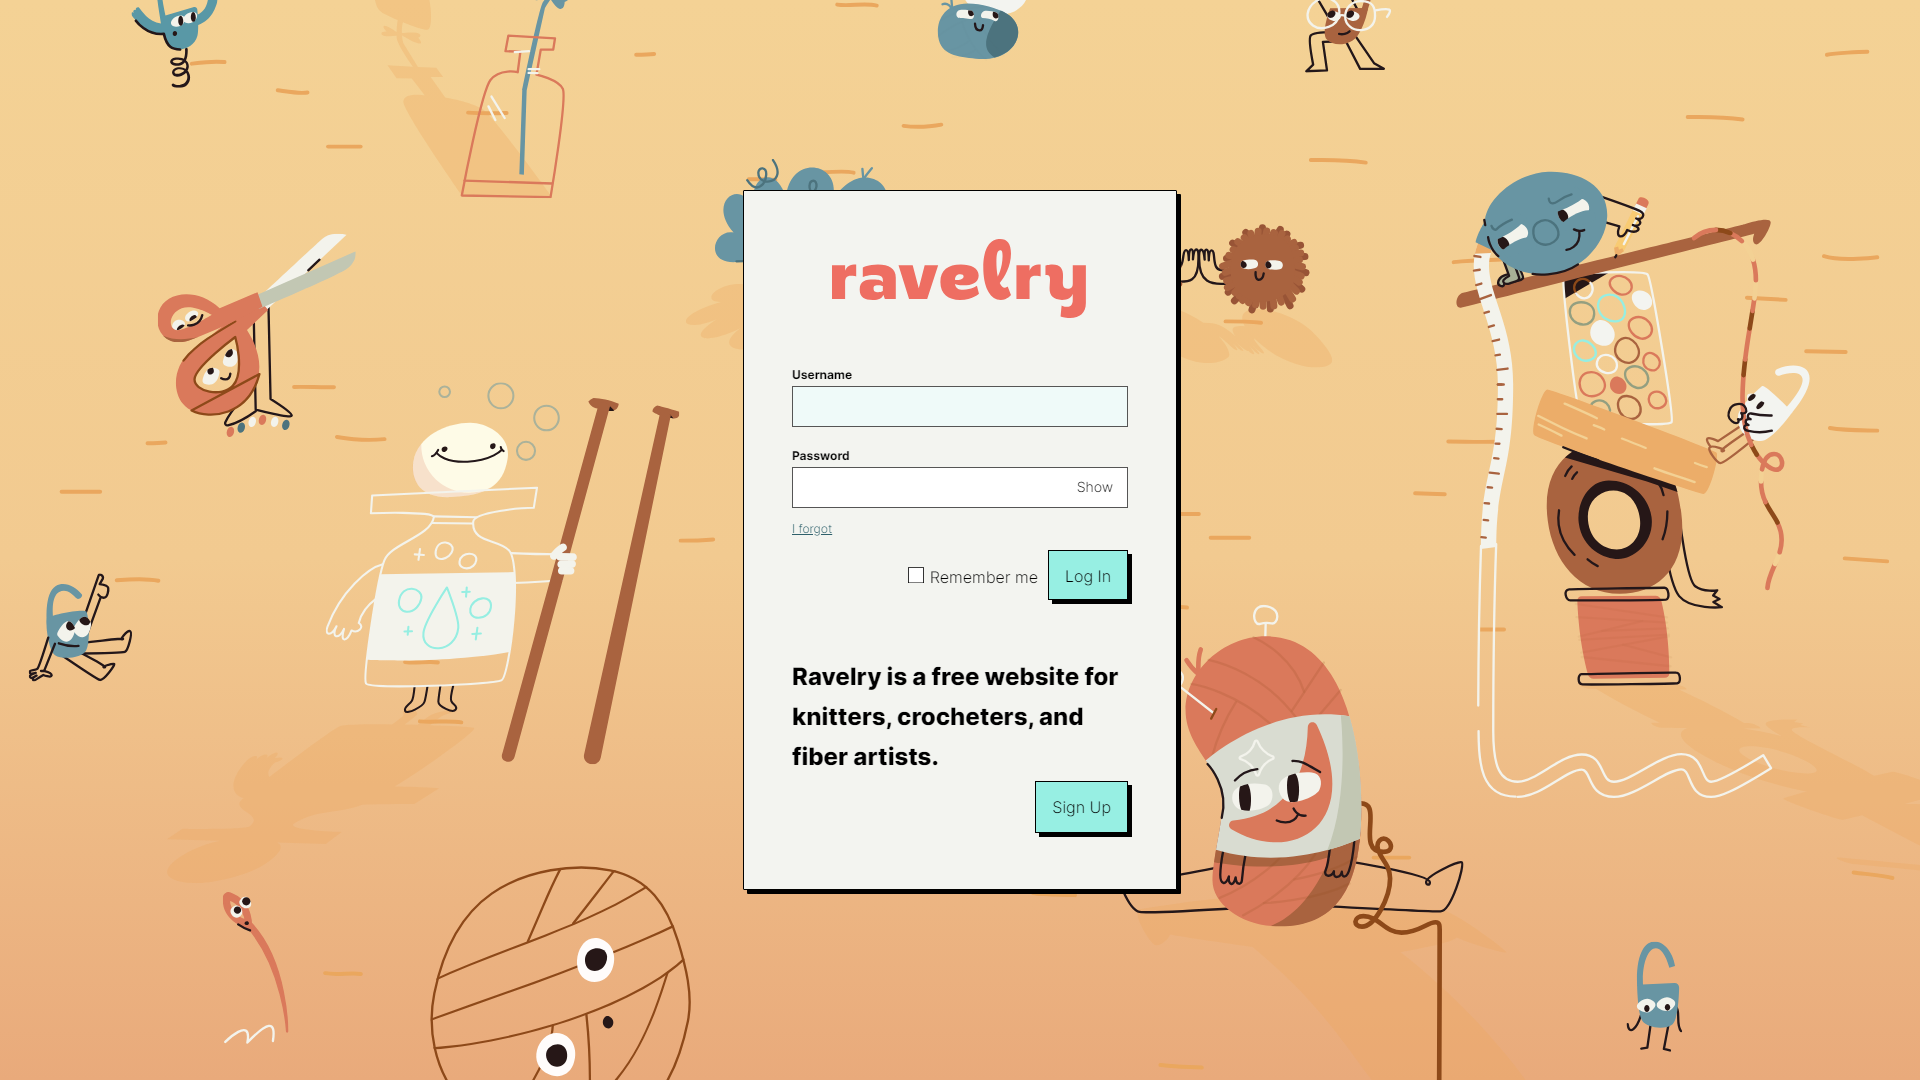 ravelry
Username
Password
Show
I forgot
Remember me
Log In
Ravelry is a free website for
knitters, crocheters, and
fiber artists.
Sign Up